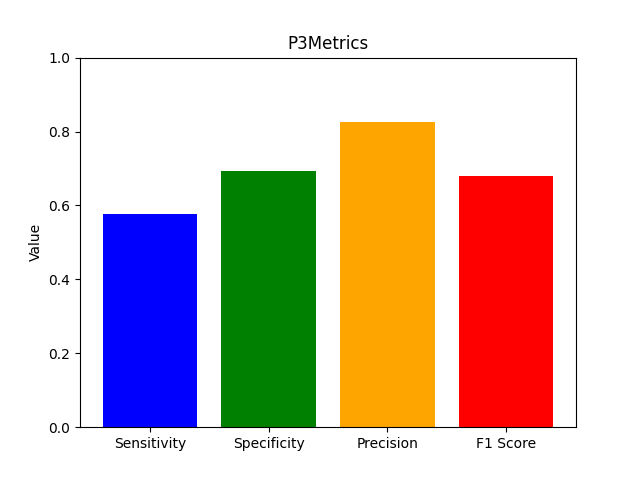 P3Metrics
1.0
0.8
0.6
0.4
0.2
0.0
Value
Sensitivity
Specificity
Precision
F1 Score